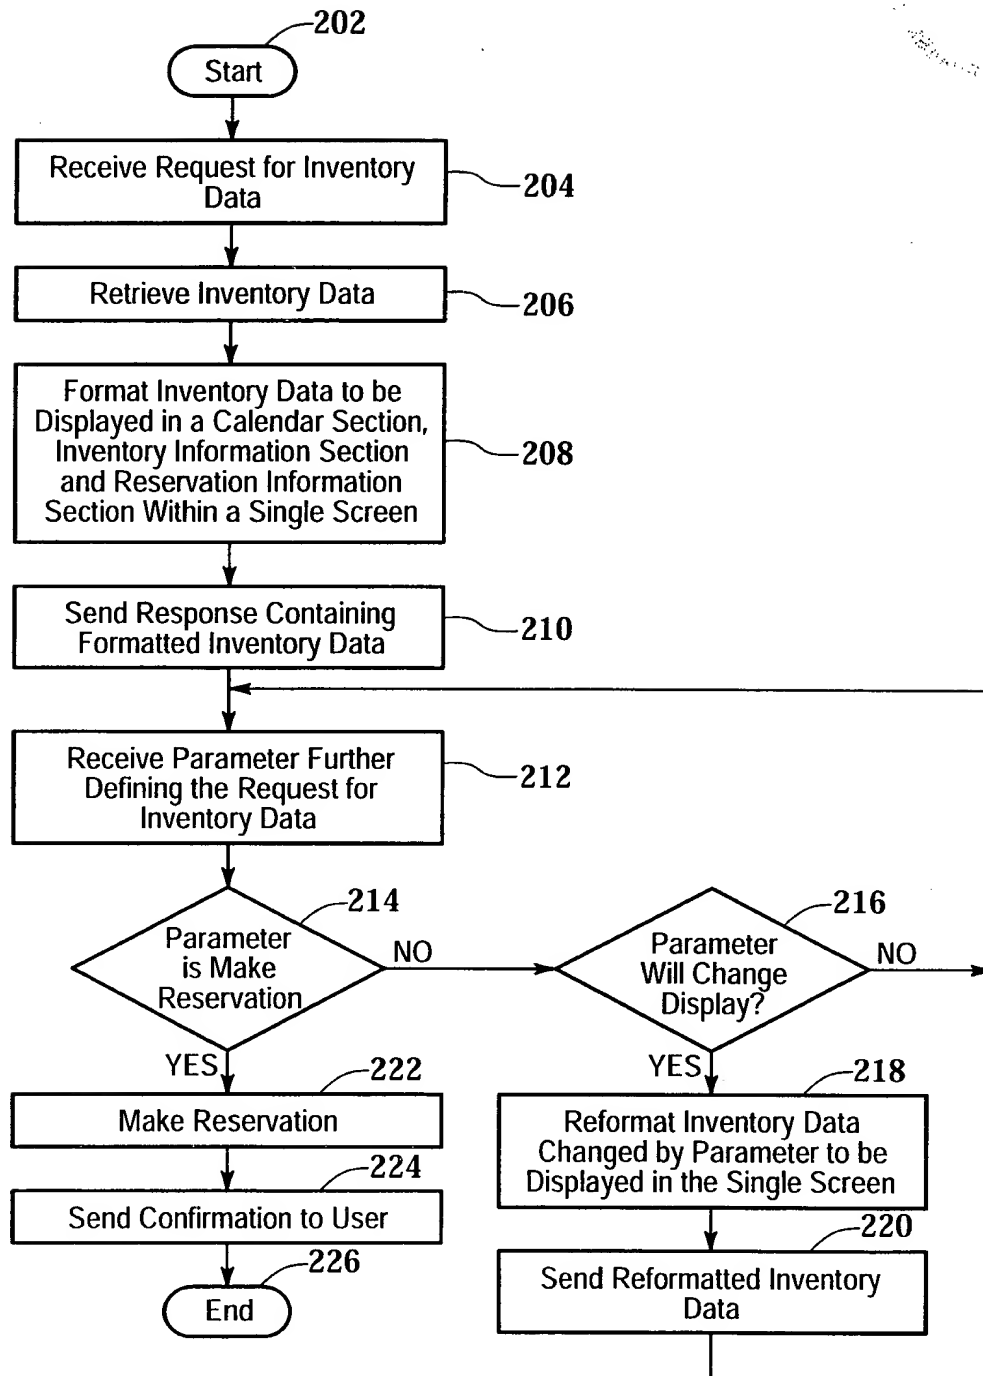 202
Start
Receive Request for Inventory
Data
204
Retrieve Inventory Data
206
Format Inventory Data to be
Displayed in a Calendar Section,
Inventory Information Section
and Reservation Information
Section Within a Single Screen
208
Send Response Containing
Formatted Inventory Data
210
Receive Parameter Further
Defining the Request for
Inventory Data
212
214
Parameter
is Make
Reservation
NO
216
Parameter
Will Change
Display?
NO
YES
222
Make Reservation
224
Send Confirmation to User
226
End
YES
218
Reformat Inventory Data
Changed by Parameter to be
Displayed in the Single Screen
220
Send Reformatted Inventory
Data